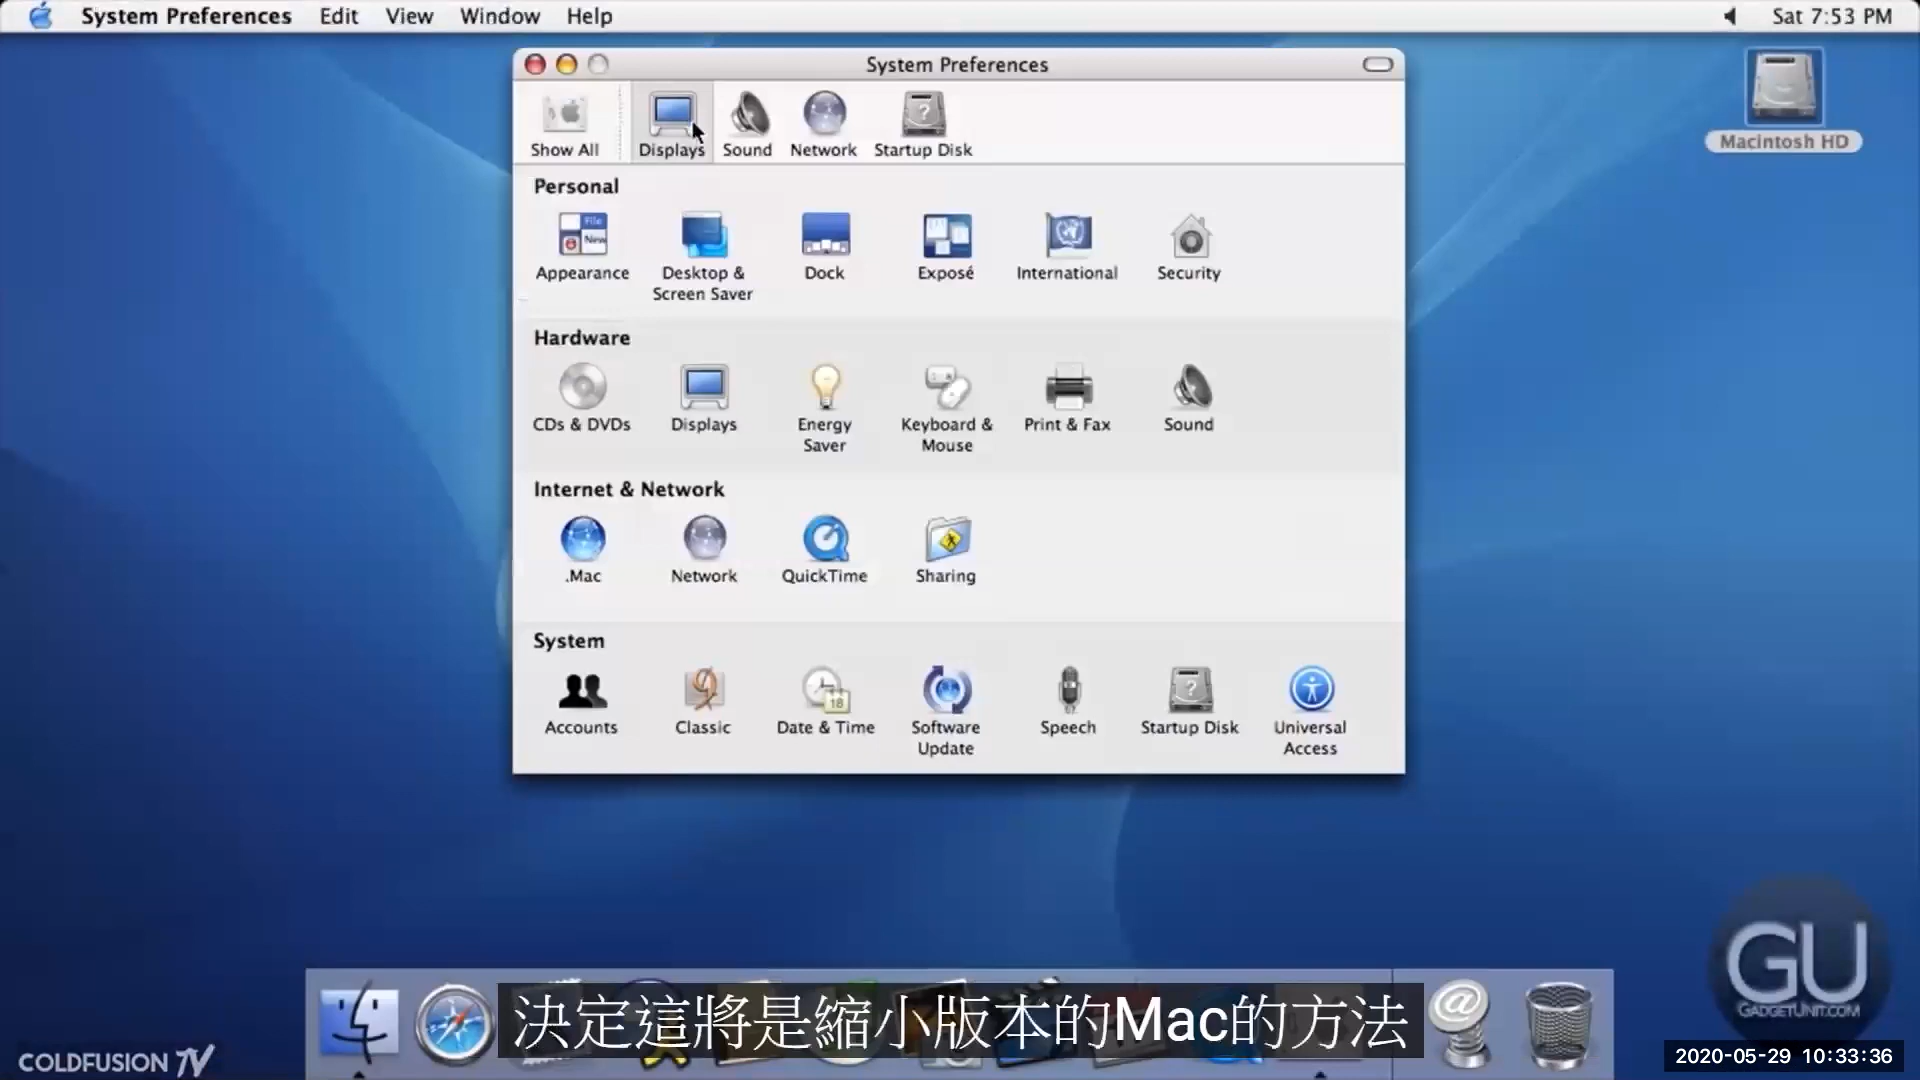 System Preferences Edit View Window Help Sat 7:53 PM
System Preferences
Macintosh HD
Show All Displays Sound Network Startup Disk
Personal
Appearance Desktop & Screen Saver Dock Exposé International Security
Hardware
CDs & DVDs Displays Energy Saver Keyboard & Mouse Print & Fax Sound
Internet & Network
.Mac Network QuickTime Sharing
System
Accounts Classic Date & Time Software Update Speech Startup Disk Universal Access
GU
GADGETUNIT.COM
決定這將是縮小版本的Mac的方法
COLDFUSION TV
2020-05-29 10:33:36